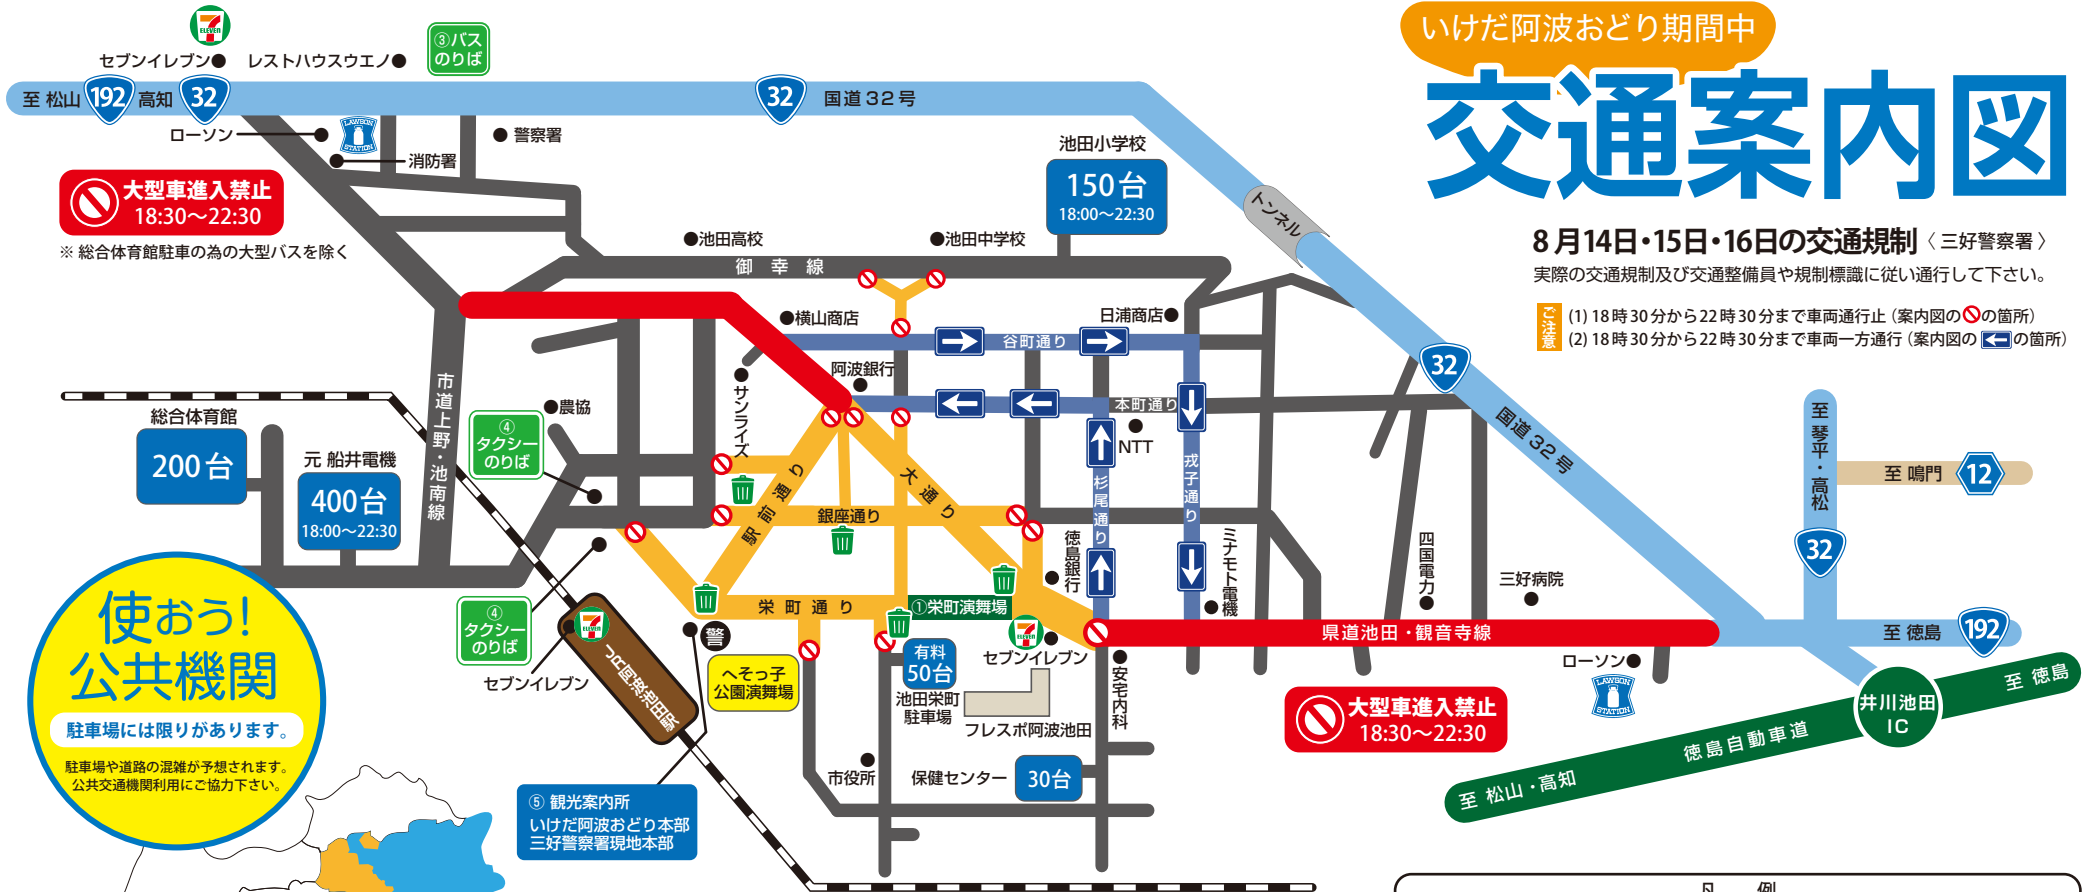 いけだ阿波おどり期間中
交通案内図
8月14日・15日・16日の交通規制〈三好警察署〉
実際の交通規制及び交通整備員や規制標識に従い通行して下さい。
ご注意
(1) 18時30分から22時30分まで車両通行止 (案内図の の箇所)
(2) 18時30分から22時30分まで車両一方通行 (案内図の の箇所)
7 ELEVEN
セブンイレブン
レストハウスウエノ
③バス
のりば
至 松山
192
高知
32
32
国道32号
ローソン
LAWSON
STATION
警察署
消防署
大型車進入禁止
18:30〜22:30
※ 総合体育館駐車の為の大型バスを除く
池田小学校
150台
18:00〜22:30
トンネル
池田高校
池田中学校
御幸線
横山商店
日浦商店
谷町通り
阿波銀行
本町通り
サンライズ
農協
NTT
市道上野・池南線
④
タクシー
のりば
総合体育館
200台
元 船井電機
400台
18:00〜22:30
駅前通り
大通り
銀座通り
杉尾通り
戎子通り
徳島銀行
ミナモト電機
四国電力
三好病院
32
国道32号
至 琴平・高松
至 鳴門
12
32
栄町通り
①栄町演舞場
県道池田・観音寺線
至 徳島
192
④
タクシー
のりば
7 ELEVEN
セブンイレブン
JR阿波池田駅
警
へそっ子
公園演舞場
有料
50台
池田栄町
駐車場
7 ELEVEN
セブンイレブン
フレスポ阿波池田
安宅内科
ローソン
LAWSON
STATION
大型車進入禁止
18:30〜22:30
井川池田
IC
至 徳島
徳島自動車道
至 松山・高知
市役所
保健センター
30台
⑤ 観光案内所
いけだ阿波おどり本部
三好警察署現地本部
使おう!
公共機関
駐車場には限りがあります。
駐車場や道路の混雑が予想されます。
公共交通機関利用にご協力下さい。
凡例